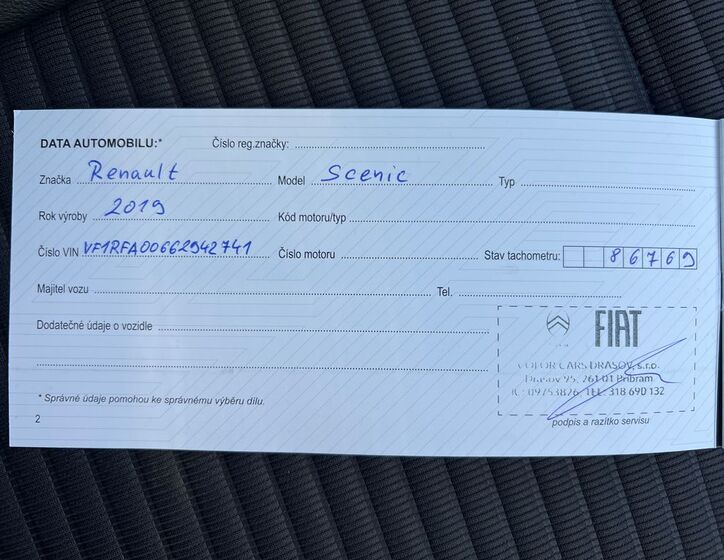 DATA AUTOMOBILU:* Číslo reg.značky:
Značka Renault Model Scenic Typ
Rok výroby 2019 Kód motoru/typ
Číslo VIN VF1RFA00662942741 Číslo motoru Stav tachometru: 86769
Majitel vozu Tel.
Dodatečné údaje o vozidle
FIAT
COLOR CARS DRASOV, s.r.o.
Drasov 95, 261 01 Příbram
IČ: 09753826, TEL. 318 690 132
* Správné údaje pomohou ke správnému výběru dílu.
podpis a razítko servisu
2